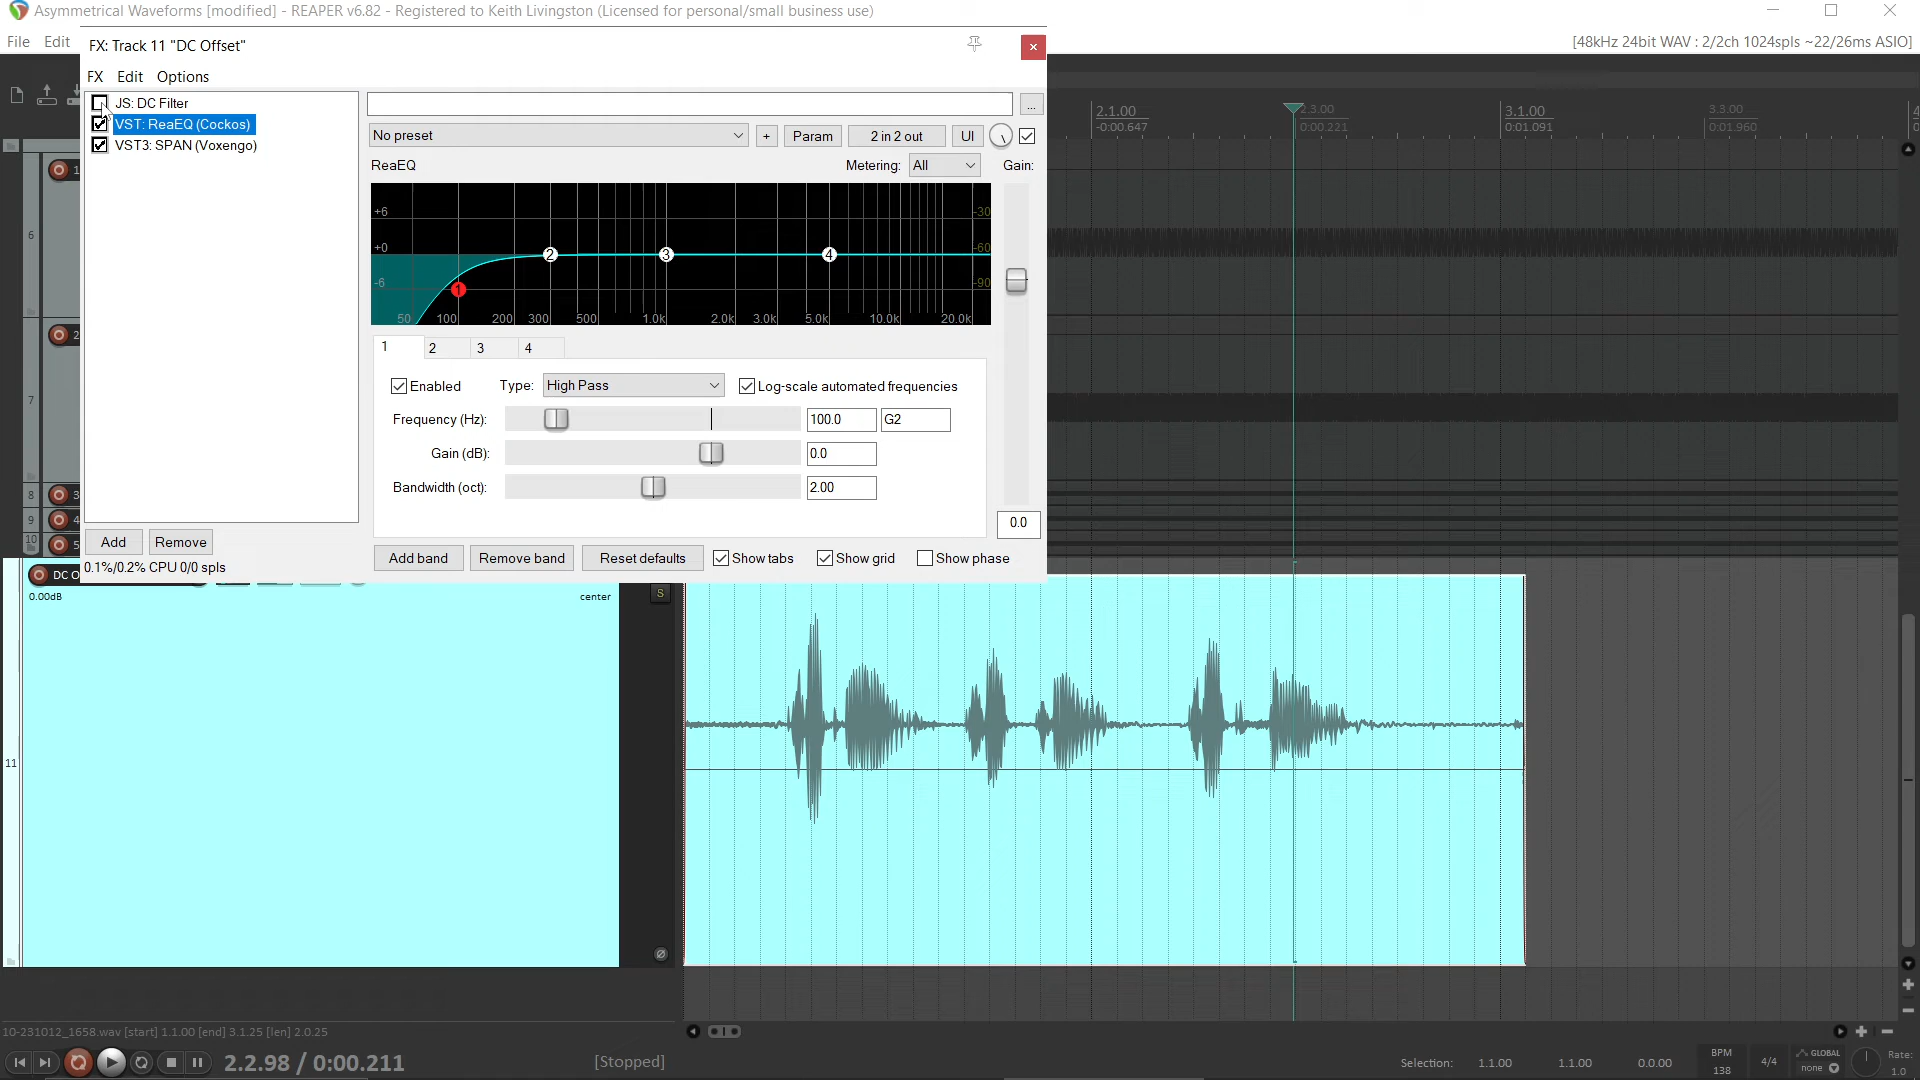 Asymmetrical Waveforms [modified] - REAPER v6.82 - Registered to Keith Livingston (Licensed for personal/small business use)
File Edit
[48kHz 24bit WAV : 2/2ch 1024spls ~22/26ms ASIO]
FX: Track 11 "DC Offset"
FX Edit Options
JS: DC Filter
VST: ReaEQ (Cockos)
VST3: SPAN (Voxengo)
...
No preset + Param 2 in 2 out UI
ReaEQ Metering: All Gain:
+6 -30
+0 -60
-6 -90
50 100 200 300 500 1.0k 2.0k 3.0k 5.0k 10.0k 20.0k
1 2 3 4
1 2 3 4
Enabled Type: High Pass Log-scale automated frequencies
Frequency (Hz): 100.0 G2
Gain (dB): 0.0
Bandwidth (oct): 2.00
0.0
Add Remove
Add band Remove band Reset defaults Show tabs Show grid Show phase
0.1%/0.2% CPU 0/0 spls
2.1.00 2.3.00 3.1.00 3.3.00
-0:00.647 0:00.221 0:01.091 0:01.960
6 1
7 2
8 3
9 4
10 5
DC O
0.00dB center S
11
10-231012_1658.wav [start] 1.1.00 [end] 3.1.25 [len] 2.0.25
2.2.98 / 0:00.211 [Stopped] Selection: 1.1.00 1.1.00 0.0.00 BPM 138 4/4 GLOBAL none Rate: 1.0